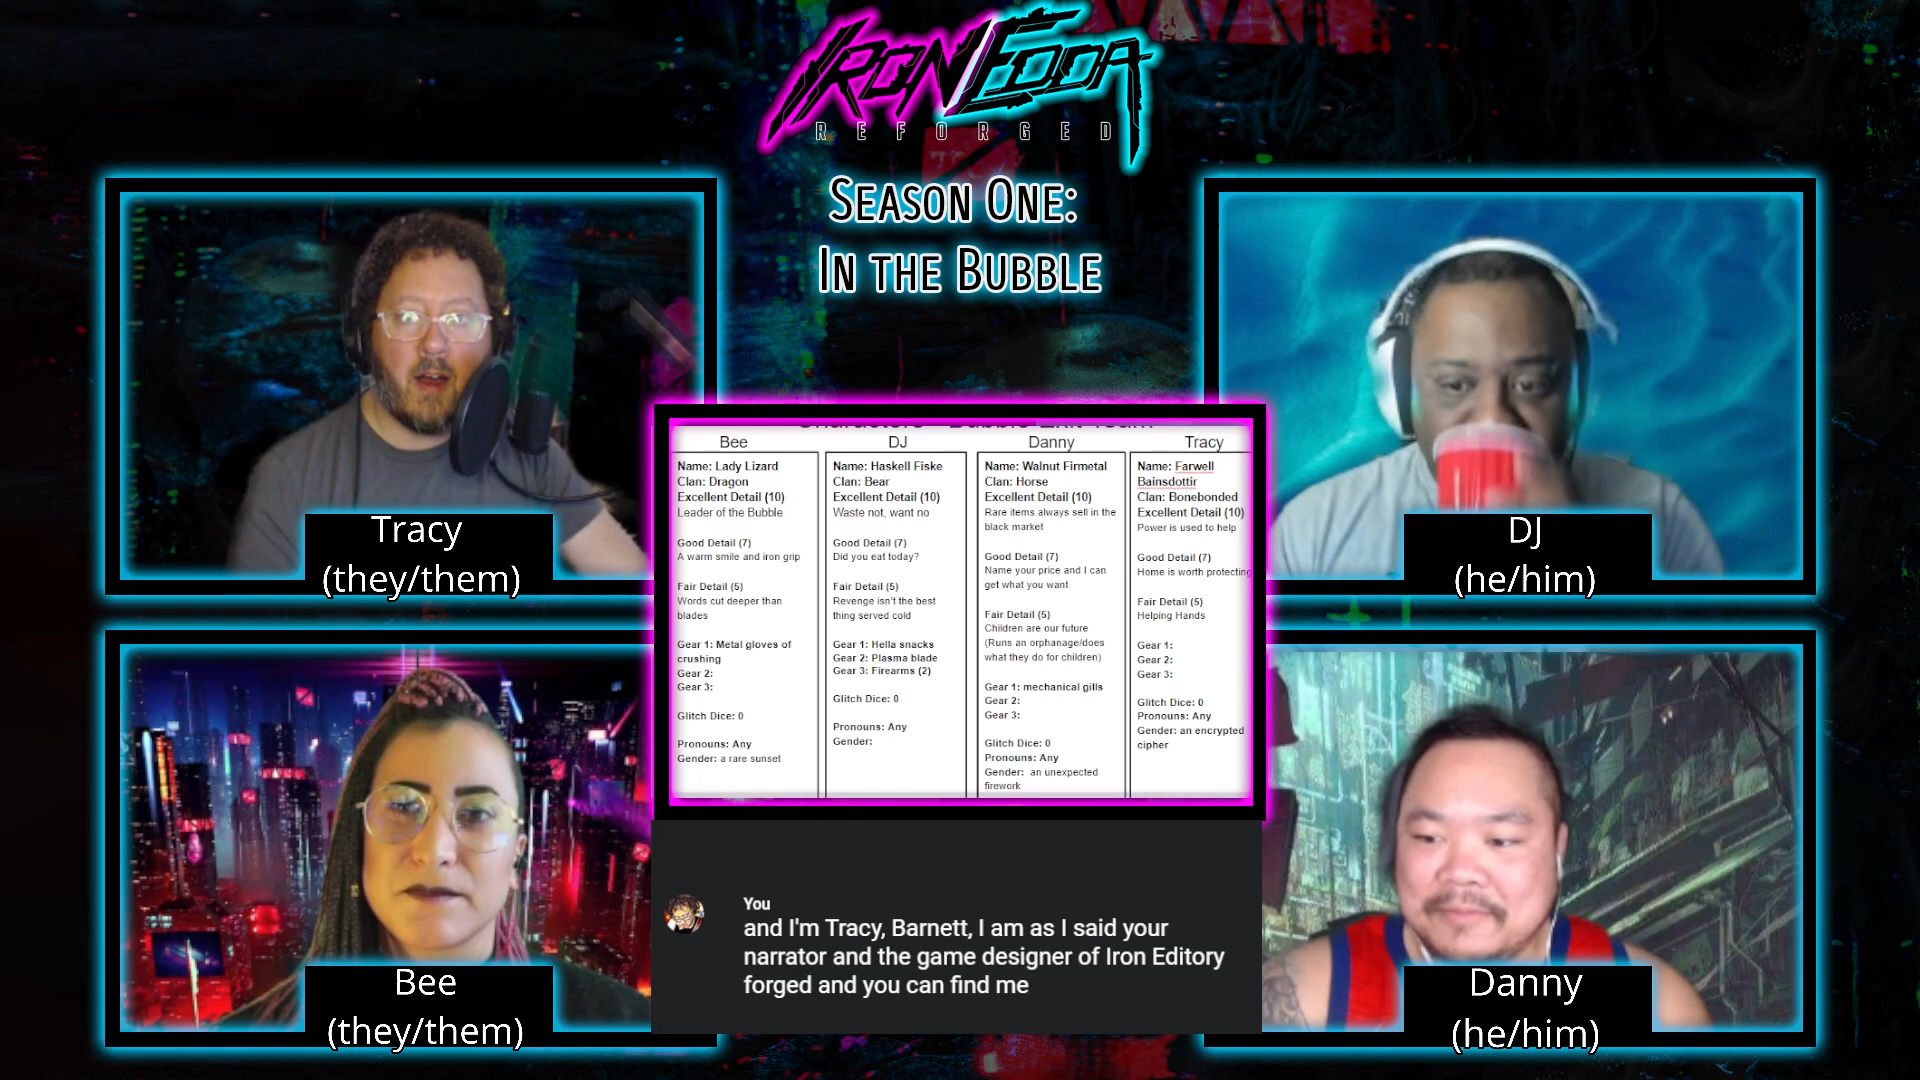 IRON EDDA
REFORGED
SEASON ONE:
IN THE BUBBLE
Tracy
(they/them)
DJ
(he/him)
Characters - Bubble Exit Team
Bee
Name: Lady Lizard
Clan: Dragon
Excellent Detail (10)
Leader of the Bubble
Good Detail (7)
A warm smile and iron grip
Fair Detail (5)
Words cut deeper than
blades
Gear 1: Metal gloves of
crushing
Gear 2:
Gear 3:
Glitch Dice: 0
Pronouns: Any
Gender: a rare sunset
DJ
Name: Haskell Fiske
Clan: Bear
Excellent Detail (10)
Waste not, want no
Good Detail (7)
Did you eat today?
Fair Detail (5)
Revenge isn't the best
thing served cold
Gear 1: Hella snacks
Gear 2: Plasma blade
Gear 3: Firearms (2)
Glitch Dice: 0
Pronouns: Any
Gender:
Danny
Name: Walnut Firmetal
Clan: Horse
Excellent Detail (10)
Rare items always sell in the
black market
Good Detail (7)
Name your price and I can
get what you want
Fair Detail (5)
Children are our future
(Runs an orphanage/does
what they do for children)
Gear 1: mechanical gills
Gear 2:
Gear 3:
Glitch Dice: 0
Pronouns: Any
Gender: an unexpected
firework
Tracy
Name: Farwell
Bainsdottir
Clan: Bonebonded
Excellent Detail (10)
Power is used to help
Good Detail (7)
Home is worth protecting
Fair Detail (5)
Helping Hands
Gear 1:
Gear 2:
Gear 3:
Glitch Dice: 0
Pronouns: Any
Gender: an encrypted
cipher
Bee
(they/them)
You
and I'm Tracy, Barnett, I am as I said your
narrator and the game designer of Iron Editory
forged and you can find me
Danny
(he/him)